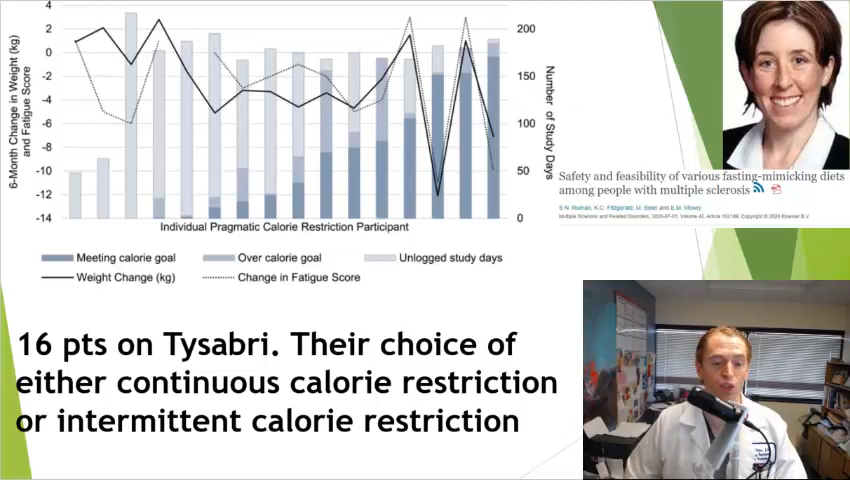 4
2
0
-2
-4
-6
-8
-10
-12
-14
6-Month Change in Weight (kg)
and Fatigue Score
200
150
100
50
0
Number of Study Days
Individual Pragmatic Calorie Restriction Participant
Meeting calorie goal
Over calorie goal
Unlogged study days
Weight Change (kg)
Change in Fatigue Score
Safety and feasibility of various fasting-mimicking diets
among people with multiple sclerosis
S.N. Roman, K.C. Fitzgerald, M. Beier and E.M. Mowry
Multiple Sclerosis and Related Disorders, 2020-07-01, Volume 42, Article 102149, Copyright © 2020 Elsevier B.V.
16 pts on Tysabri. Their choice of
either continuous calorie restriction
or intermittent calorie restriction